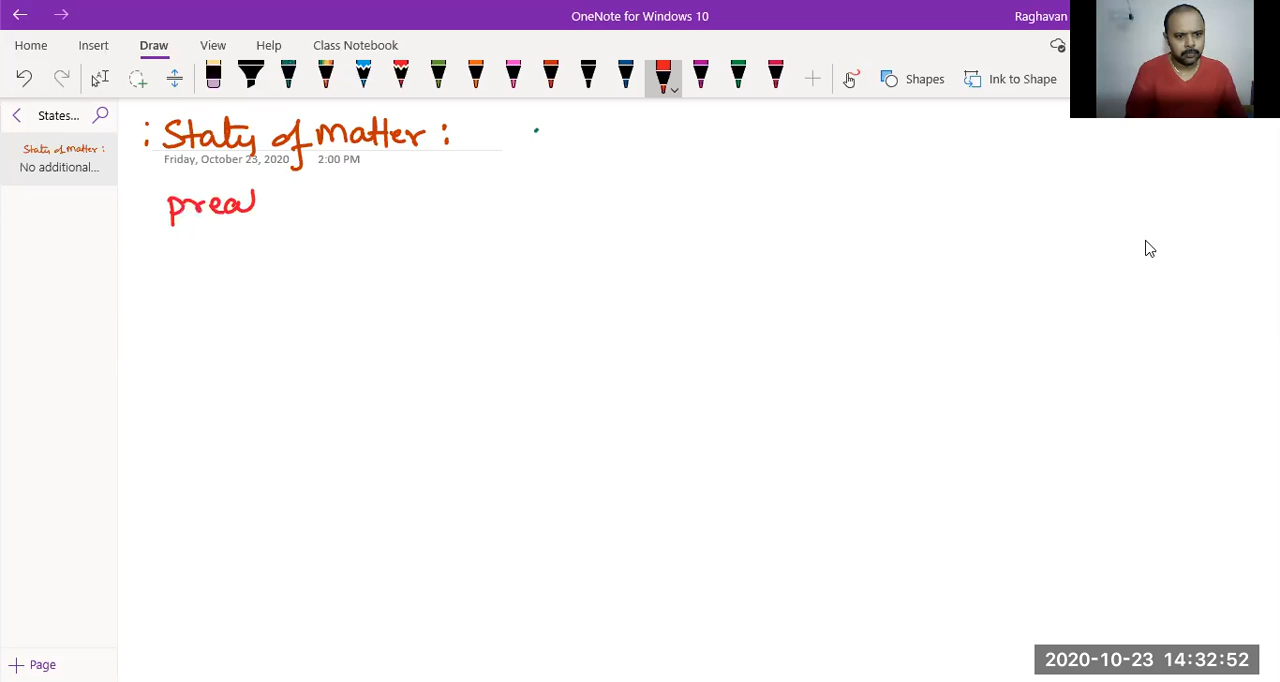 OneNote for Windows 10
Raghavan
Home Insert Draw View Help Class Notebook
Shapes Ink to Shape
States...
States of Matter :
No additional...
: States of Matter :
Friday, October 23, 2020 2:00 PM
Page
2020-10-23 14:32:52